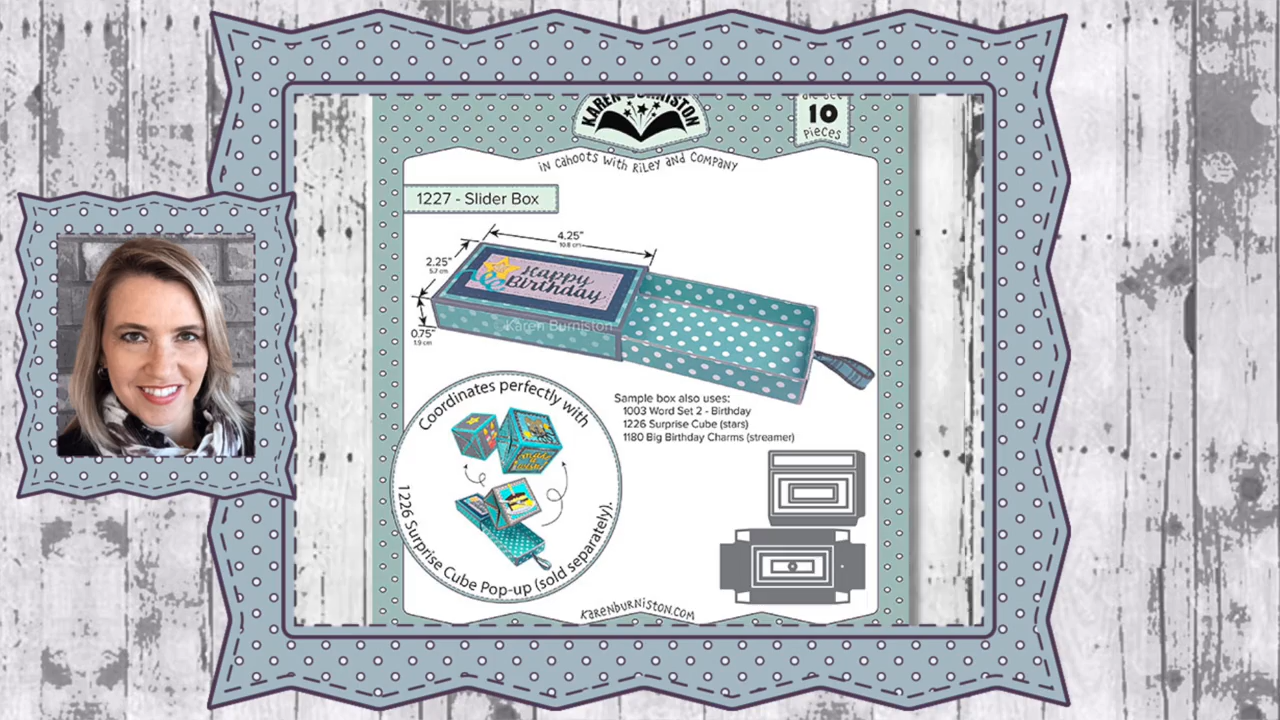 KAREN BURNISTON
Die Set
10
Pieces
in cahoots with Riley and Company
1227 - Slider Box
4.25"
10.8 cm
2.25"
5.7 cm
0.75"
1.9 cm
Happy
Birthday
© Karen Burniston
Coordinates perfectly with
1226 Surprise Cube Pop-up (sold separately).
Sample box also uses:
1003 Word Set 2 - Birthday
1226 Surprise Cube (stars)
1180 Big Birthday Charms (streamer)
karenburniston.com